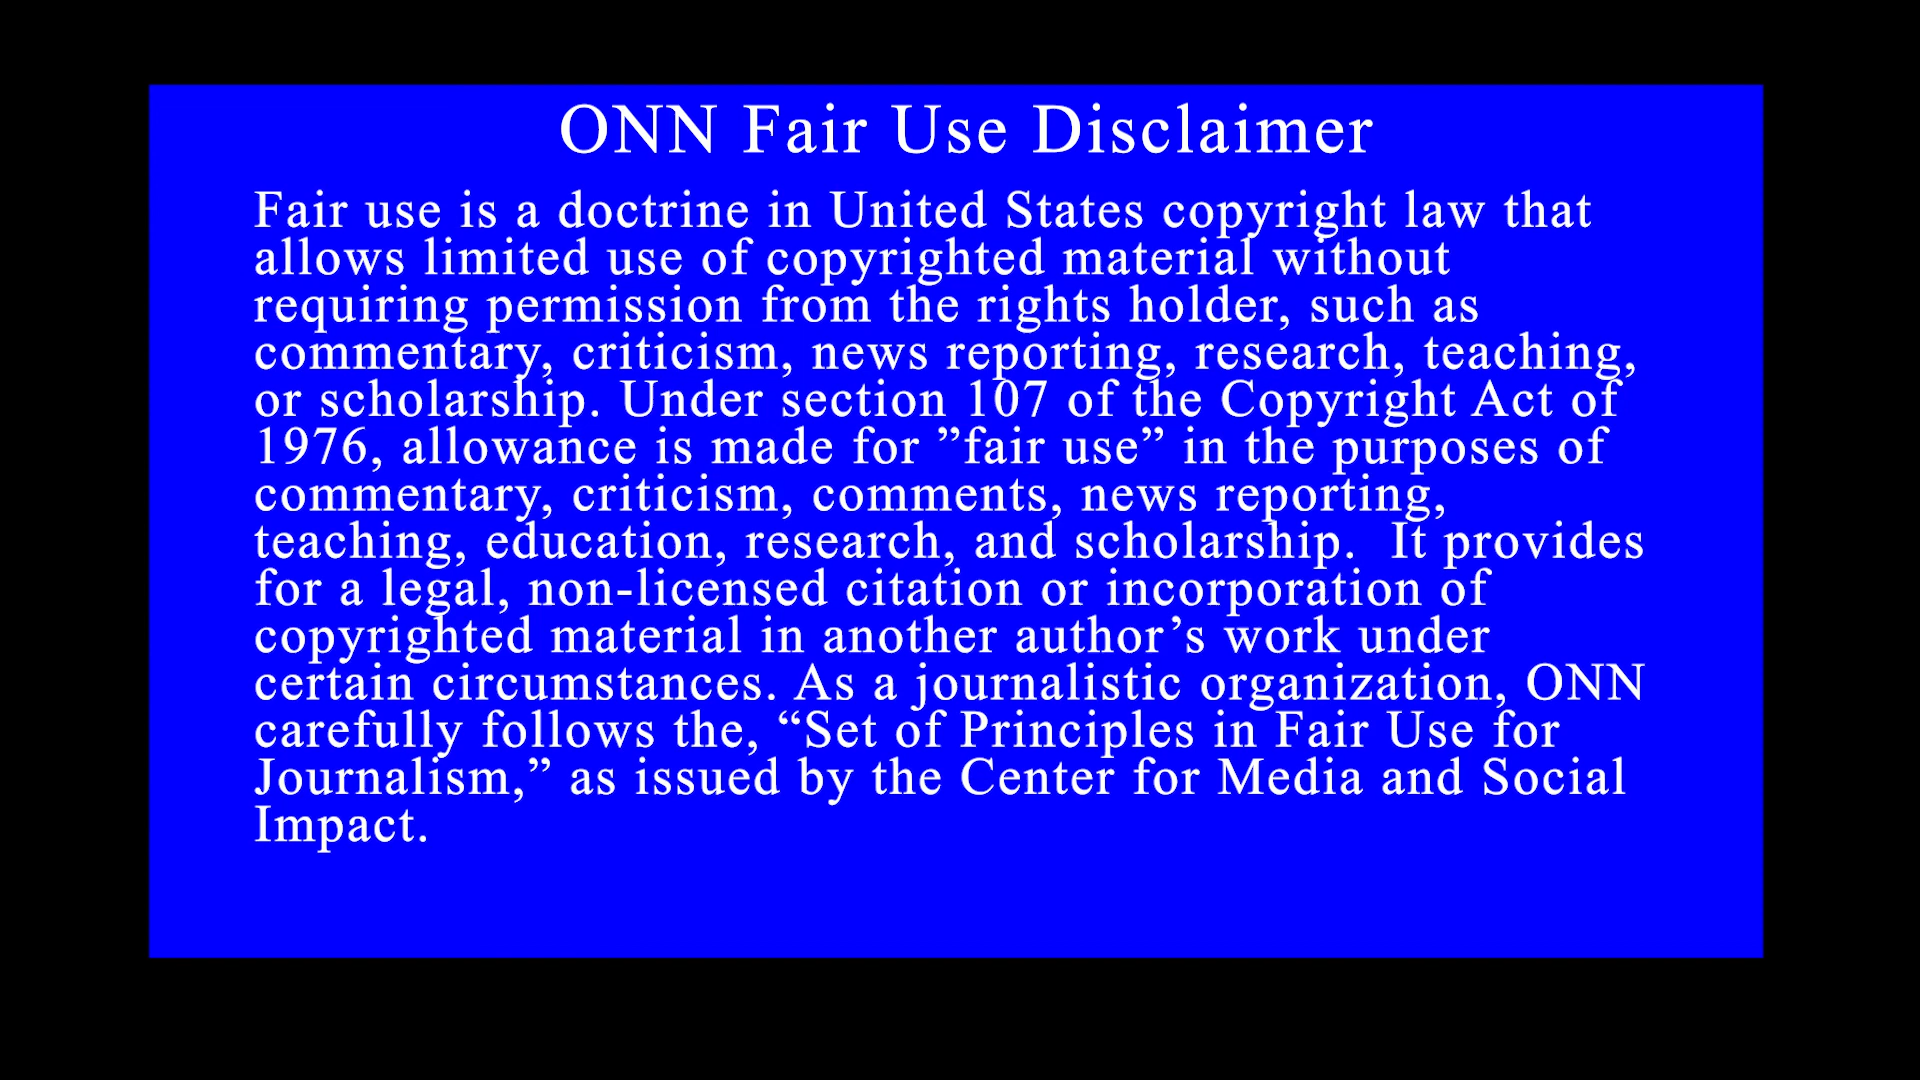 ONN Fair Use Disclaimer
Fair use is a doctrine in United States copyright law that
allows limited use of copyrighted material without
requiring permission from the rights holder, such as
commentary, criticism, news reporting, research, teaching,
or scholarship. Under section 107 of the Copyright Act of
1976, allowance is made for ”fair use” in the purposes of
commentary, criticism, comments, news reporting,
teaching, education, research, and scholarship.  It provides
for a legal, non-licensed citation or incorporation of
copyrighted material in another author’s work under
certain circumstances. As a journalistic organization, ONN
carefully follows the, “Set of Principles in Fair Use for
Journalism,” as issued by the Center for Media and Social
Impact.